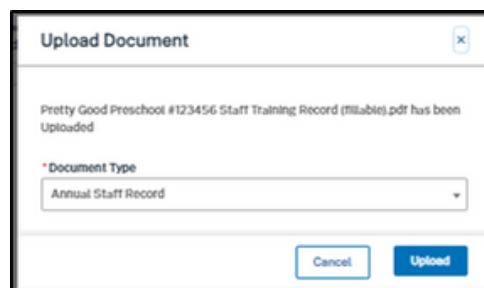 Upload Document
×
Pretty Good Preschool #123456 Staff Training Record (fillable).pdf has been
Uploaded
*Document Type
Annual Staff Record
Cancel
Upload